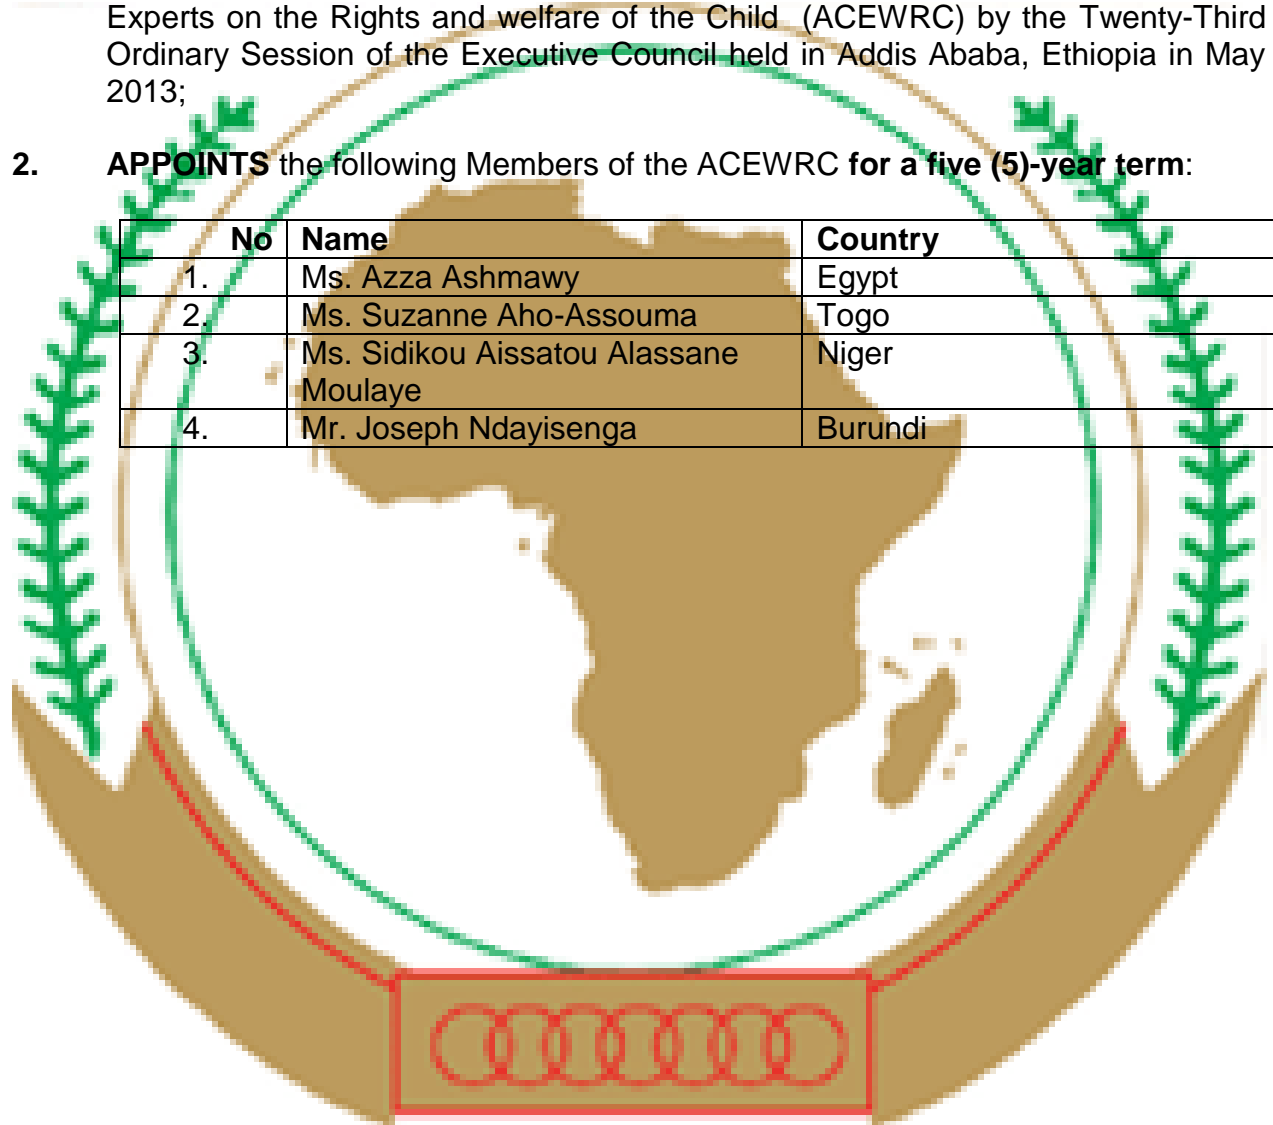 Experts on the Rights and welfare of the Child (ACEWRC) by the Twenty-Third
Ordinary Session of the Executive Council held in Addis Ababa, Ethiopia in May
2013;
2. APPOINTS the following Members of the ACEWRC for a five (5)-year term:
No Name Country
1. Ms. Azza Ashmawy Egypt
2. Ms. Suzanne Aho-Assouma Togo
3. Ms. Sidikou Aissatou Alassane Niger
Moulaye
4. Mr. Joseph Ndayisenga Burundi